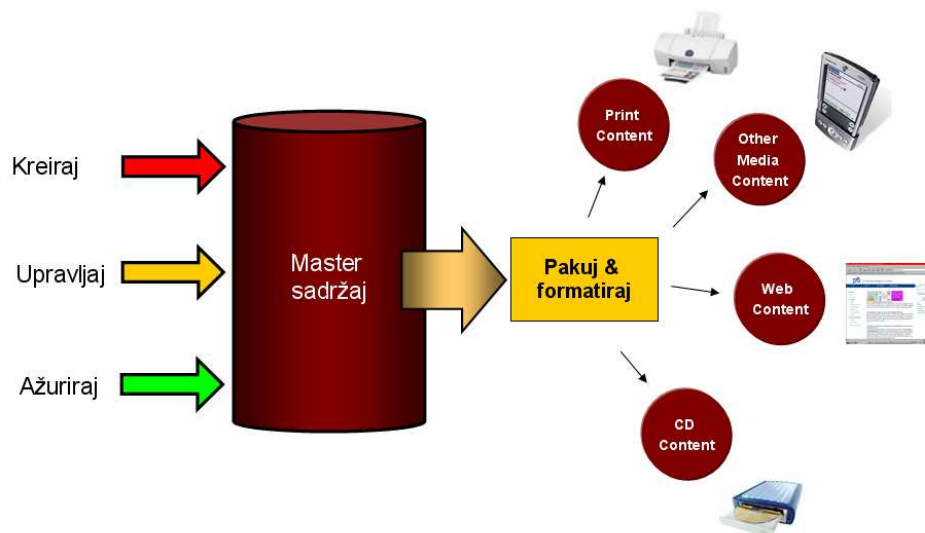 Kreiraj
Upravljaj
Ažuriraj
Master
sadržaj
Pakuj &
formatiraj
Print
Content
Other
Media
Content
Web
Content
CD
Content